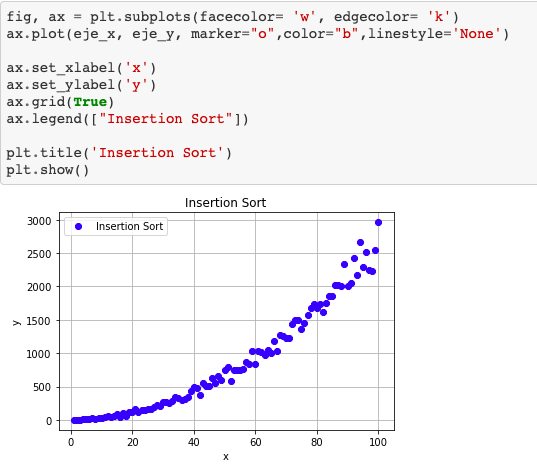 fig, ax = plt.subplots(facecolor= 'w', edgecolor= 'k')
ax.plot(eje_x, eje_y, marker="o",color="b",linestyle='None')
ax.set_xlabel('x')
ax.set_ylabel('y')
ax.grid(True)
ax.legend(["Insertion Sort"])
plt.title('Insertion Sort')
plt.show()
Insertion Sort
Insertion Sort
3000
2500
2000
1500
1000
500
0
y
0 20 40 60 80 100
x